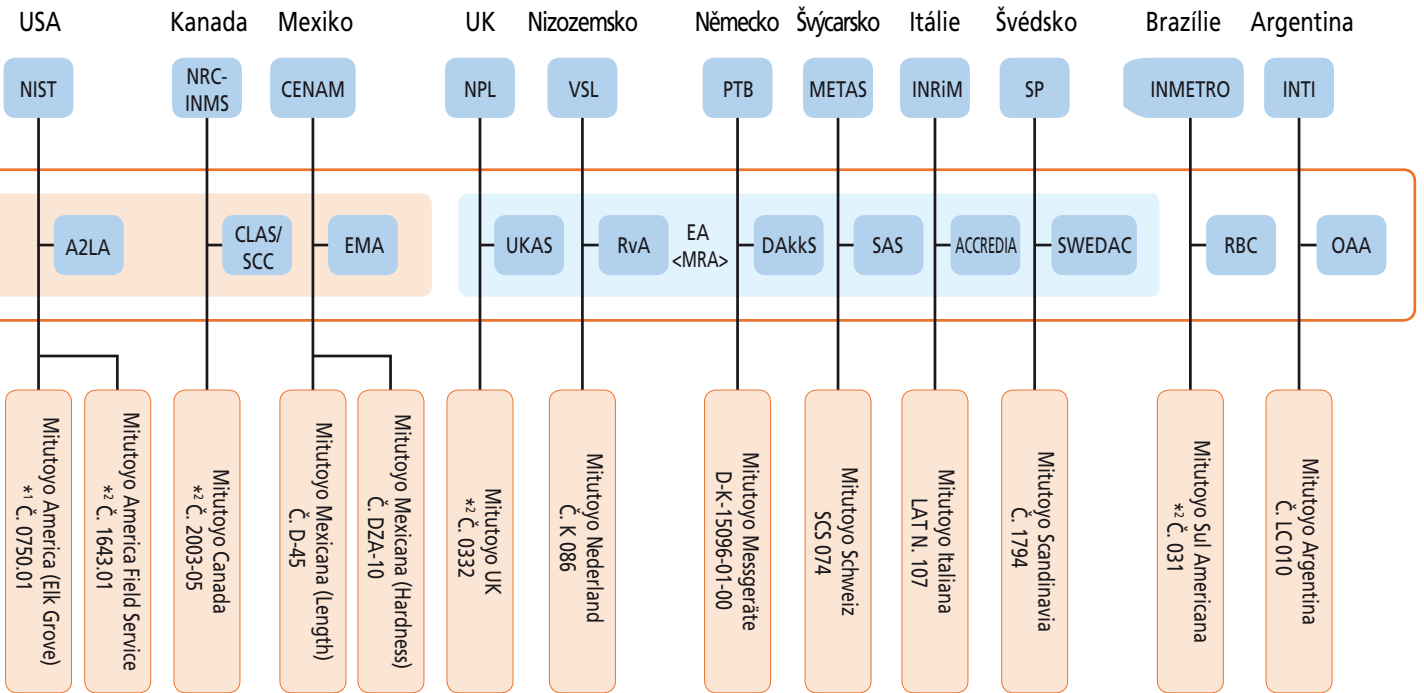 USA
Kanada
Mexiko
UK
Nizozemsko
Německo
Švýcarsko
Itálie
Švédsko
Brazílie
Argentina
NIST
NRC-
INMS
CENAM
NPL
VSL
PTB
METAS
INRiM
SP
INMETRO
INTI
A2LA
CLAS/
SCC
EMA
UKAS
RvA
EA
<MRA>
DAkkS
SAS
ACCREDIA
SWEDAC
RBC
OAA
Mitutoyo America (Elk Grove)
*1 Č. 0750.01
Mitutoyo America Field Service
*2 Č. 1643.01
Mitutoyo Canada
*2 Č. 2003-05
Mitutoyo Mexicana (Length)
Č. D-45
Mitutoyo Mexicana (Hardness)
Č. DZA-10
Mitutoyo UK
*2 Č. 0332
Mitutoyo Nederland
Č. K 086
Mitutoyo Messgeräte
D-K-15096-01-00
Mitutoyo Schweiz
SCS 074
Mitutoyo Italiana
LAT N. 107
Mitutoyo Scandinavia
Č. 1794
Mitutoyo Sul Americana
*2 Č. 031
Mitutoyo Argentina
Č. LC 010